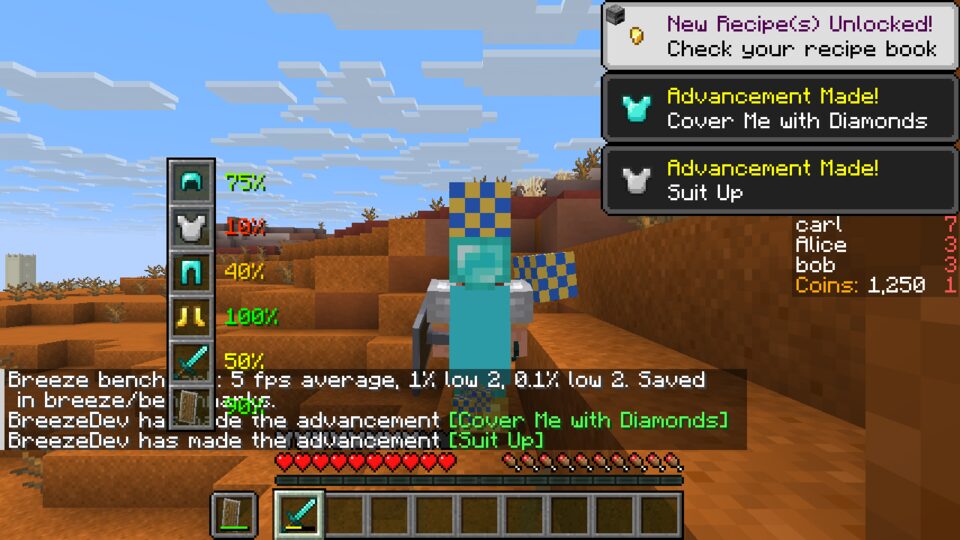 New Recipe(s) Unlocked!
Check your recipe book
Advancement Made!
Cover Me with Diamonds
Advancement Made!
Suit Up
carl 7
Alice 3
bob 3
Coins: 1,250 1
75%
10%
40%
100%
50%
90%
Breeze bench : 5 fps average, 1% low 2, 0.1% low 2. Saved
in breeze/be arks.
BreezeDev ha de the advancement [Cover Me with Diamonds]
BreezeDev has made the advancement [Suit Up]